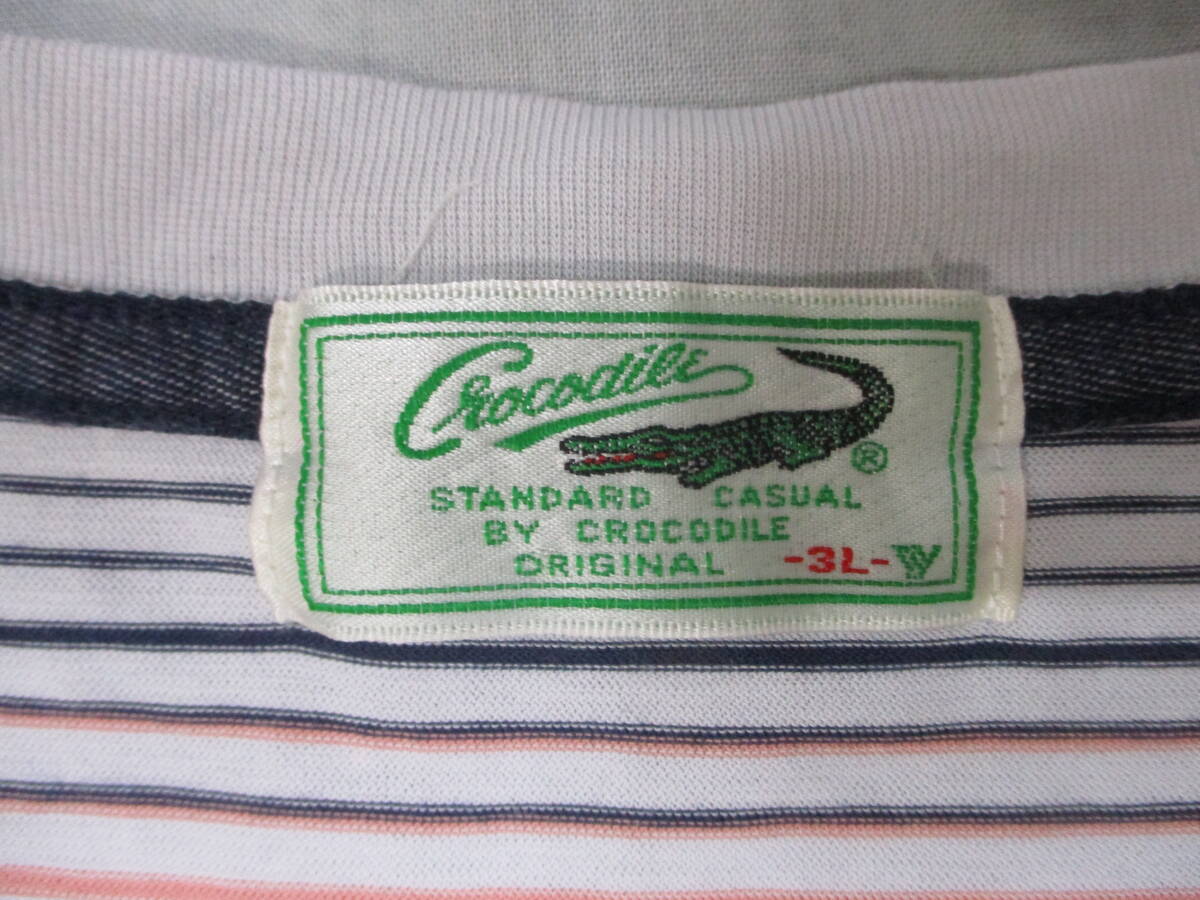 Crocodile
®
STANDARD CASUAL
BY CROCODILE
ORIGINAL -3L-